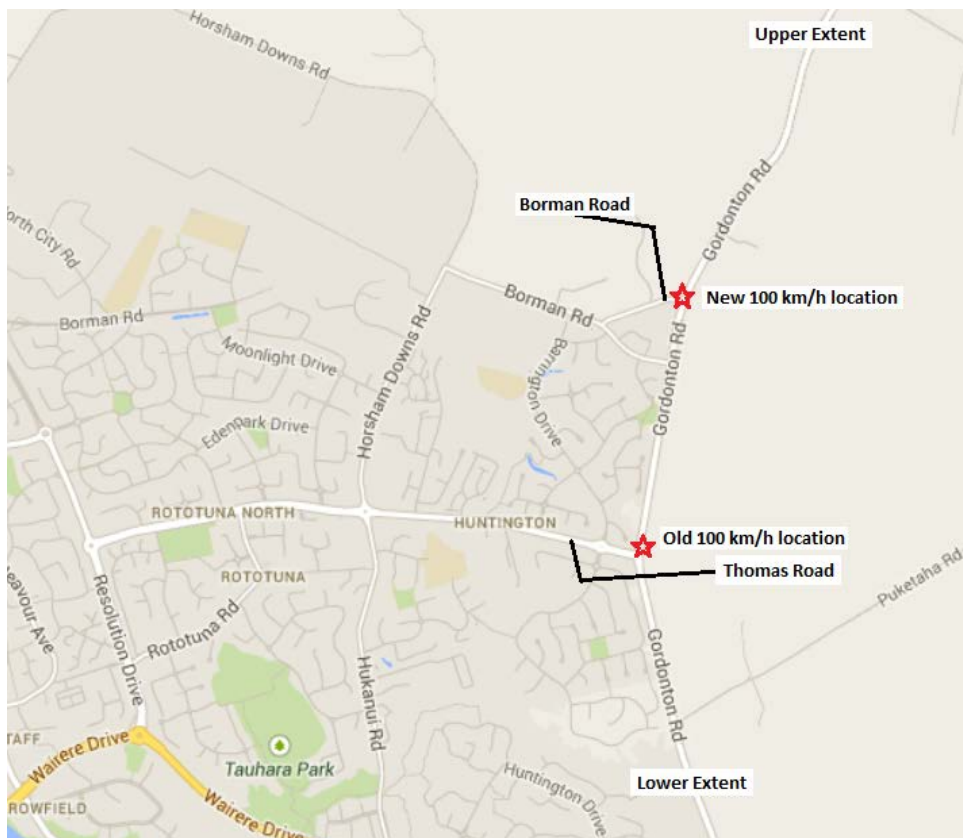 Horsham Downs Rd
Upper Extent
Gordonton Rd
Borman Road
North City Rd
Borman Rd
New 100 km/h location
Borman Rd
Moonlight Drive
Horsham Downs Rd
Barrington Drive
Gordonton Rd
Edenpark Drive
ROTOTUNA NORTH
HUNTINGTON
Old 100 km/h location
Thomas Road
ROTOTUNA
Puketaha Rd
Resolution Drive
Rototuna Rd
Hukanui Rd
Gordonton Rd
Wairere Drive
Tauhara Park
Lower Extent
Huntington Drive
Wairere Drive